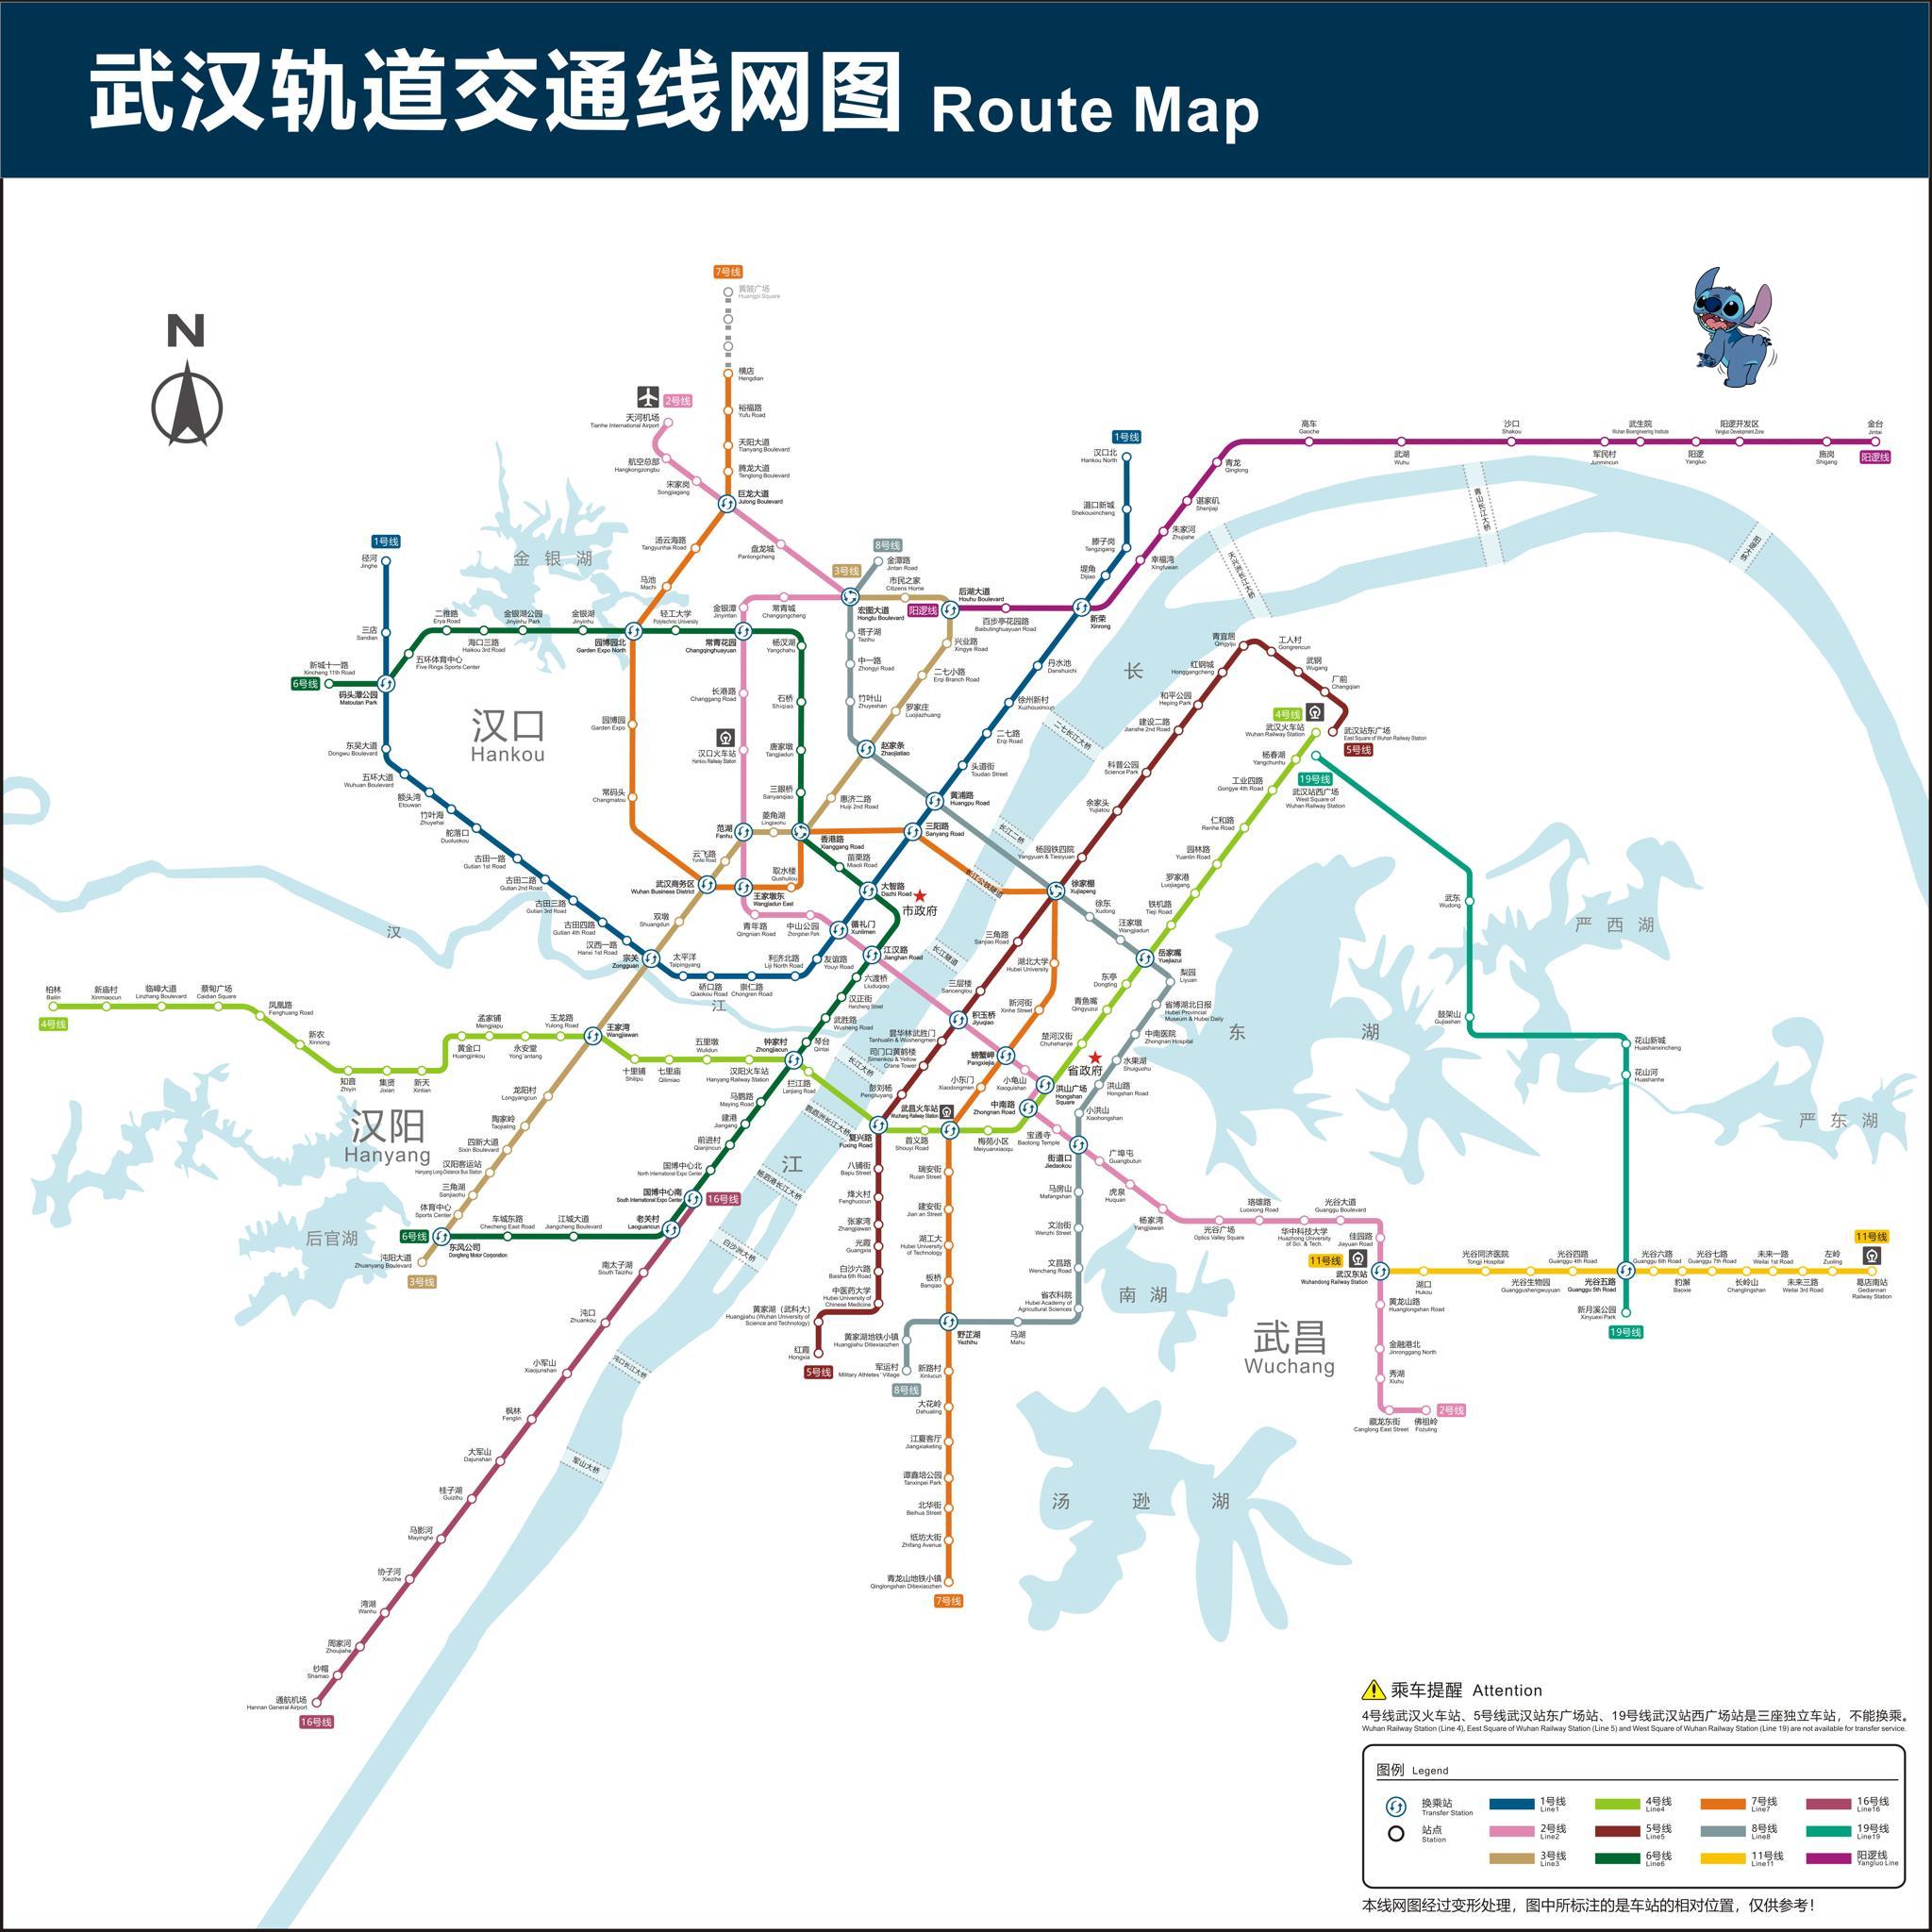 武汉轨道交通线网图 Route Map
N
7号线
黄陂广场
Huangpi Square
横店
Hengdian
裕福路
Yufu Road
天阳大道
Tianyang Boulevard
腾龙大道
Tenglong Boulevard
巨龙大道
Julong Boulevard
2号线
天河机场
Tianhe International Airport
航空总部
Hangkongzongbu
宋家岗
Songjiagang
盘龙城
Panlongcheng
汤云海路
Tangyunhai Road
马池
Machi
1号线
汉口北
Hankou North
滠口新城
Shekouxincheng
滕子岗
Tengzigang
堤角
Dijiao
新荣
Xinrong
高车
Gaoche
武湖
Wuhu
沙口
Shakou
军民村
Junmincun
武生院
Wuhan Bioengineering Institute
阳逻
Yangluo
阳逻开发区
Yangluo Development Zone
施岗
Shigang
金台
Jintai
阳逻线
青龙
Qinglong
谌家矶
Shenjiaji
朱家河
Zhujiahe
幸福湾
Xingfuwan
青山长江大桥
天兴洲长江大桥
阳逻大桥
1号线
径河
Jinghe
三店
Sandian
金银湖
二雅路
Erya Road
海口三路
Haikou 3rd Road
金银湖公园
Jinyinhu Park
金银湖
Jinyinhu
园博园北
Garden Expo North
轻工大学
Polytechnic University
常青花园
Changqinghuayuan
金银潭
Jinyintan
常青城
Changqingcheng
杨汊湖
Yangchahu
8号线
金潭路
Jintan Road
3号线
市民之家
Citizens Home
宏图大道
Hongtu Boulevard
阳逻线
后湖大道
Houhu Boulevard
百步亭花园路
Baibutinghuayuan Road
塔子湖
Tazihu
中一路
Zhongyi Road
竹叶山
Zhuyeshan
兴业路
Xingye Road
二七小路
Erqi Branch Road
罗家庄
Luojiazhuang
赵家条
Zhaojiatiao
丹水池
Danshuichi
徐州新村
Xuzhouxincun
二七路
Erqi Road
头道街
Toudao Street
黄浦路
Huangpu Road
三阳路
Sanyang Road
新城十一路
Xincheng 11th Road
6号线
五环体育中心
Five Rings Sports Center
码头潭公园
Matoutan Park
东吴大道
Dongwu Boulevard
五环大道
Wuhuan Boulevard
额头湾
Etouwan
竹叶海
Zhuyehai
舵落口
Duoluokou
古田一路
Gutian 1st Road
古田二路
Gutian 2nd Road
古田三路
Gutian 3rd Road
古田四路
Gutian 4th Road
汉西一路
Hanxi 1st Road
宗关
Zongguan
汉口
Hankou
园博园
Garden Expo
常码头
Changmatou
长港路
Changgang Road
汉口火车站
Hankou Railway Station
石桥
Shiqiao
唐家墩
Tangjiadun
三眼桥
Sanyanqiao
范湖
Fanhu
菱角湖
Lingjiaohu
香港路
Xianggang Road
惠济二路
Huiji 2nd Road
云飞路
Yunfei Road
武汉商务区
Wuhan Business District
王家墩东
Wangjiadun East
取水楼
Qushuilou
苗栗路
Miaoli Road
大智路
Dazhi Road
市政府
双墩
Shuangdun
青年路
Qingnian Road
中山公园
Zhongshan Park
循礼门
Xunlimen
太平洋
Taipingyang
硚口路
Qiaokou Road
崇仁路
Chongren Road
利济北路
Liji North Road
友谊路
Youyi Road
江汉路
Jianghan Road
六渡桥
Liuduqiao
汉正街
Hanzheng Street
武胜路
Wusheng Road
琴台
Qintai
汉
江
长
江
二七长江大桥
长江二桥
长江公铁隧道
长江隧道
长江大桥
鹦鹉洲长江大桥
杨泗港长江大桥
白沙洲大桥
沌口长江大桥
军山大桥
青宜居
Qingyiju
工人村
Gongrencun
武钢
Wugang
厂前
Changqian
红钢城
Honggangcheng
和平公园
Heping Park
建设二路
Jianshe 2nd Road
科普公园
Science Park
余家头
Yujiatou
杨园铁四院
Yangyuan & Tiesiyuan
徐家棚
Xujiapeng
4号线
武汉火车站
Wuhan Railway Station
武汉站东广场
East Square of Wuhan Railway Station
5号线
杨春湖
Yangchunhu
19号线
武汉站西广场
West Square of
Wuhan Railway Station
工业四路
Gongye 4th Road
仁和路
Renhe Road
园林路
Yuanlin Road
罗家港
Luojiagang
铁机路
Tieji Road
徐东
Xudong
汪家墩
Wangjiadun
岳家嘴
Yuejiazui
梨园
Liyuan
省博湖北日报
Hubei Provincial
Museum & Hubei Daily
中南医院
Zhongnan Hospital
水果湖
Shuiguohu
洪山路
Hongshan Road
小洪山
Xiaohongshan
三角路
Sanjiao Road
湖北大学
Hubei University
三层楼
Sancenglou
新河街
Xinhe Street
积玉桥
Jiyuqiao
东亭
Dongting
青鱼嘴
Qingyuzui
楚河汉街
Chuhehanjie
省政府
昙华林武胜门
Tanhualin & Wushengmen
司门口黄鹤楼
Simenkou & Yellow
Crane Tower
彭刘杨
Pengliuyang
螃蟹岬
Pangxiejia
小东门
Xiaodongmen
小龟山
Xiaoguishan
洪山广场
Hongshan
Square
中南路
Zhongnan Road
宝通寺
Baotong Temple
街道口
Jiedaokou
武昌火车站
Wuchang Railway Station
复兴路
Fuxing Road
首义路
Shouyi Road
梅苑小区
Meiyuanxiaoqu
武东
Wudong
鼓架山
Gujiashan
花山新城
Huashanxincheng
花山河
Huashanhe
严西湖
严东湖
东湖
柏林
Bailin
4号线
新庙村
Xinmiaocun
临嶂大道
Linzhang Boulevard
蔡甸广场
Caidian Square
凤凰路
Fenghuang Road
新农
Xinnong
知音
Zhiyin
集贤
Jixian
新天
Xintian
黄金口
Huangjinkou
孟家铺
Mengjiapu
永安堂
Yong'antang
玉龙路
Yulong Road
王家湾
Wangjiawan
十里铺
Shilipu
七里庙
Qilimiao
五里墩
Wulidun
汉阳火车站
Hanyang Railway Station
钟家村
Zhongjiacun
拦江路
Lanjiang Road
马鹦路
Maying Road
建港
Jiangang
前进村
Qianjincun
国博中心北
North International Expo Center
国博中心南
South International Expo Center
16号线
老关村
Laoguancun
汉阳
Hanyang
后官湖
龙阳村
Longyangcun
陶家岭
Taojialing
四新大道
Sixin Boulevard
汉阳客运站
Hanyang Long-Distance Bus Station
三角湖
Sanjiaohu
体育中心
Sports Center
6号线
东风公司
Dongfeng Motor Corporation
沌阳大道
Zhuanyang Boulevard
3号线
车城东路
Checheng East Road
江城大道
Jiangcheng Boulevard
南太子湖
South Taizihu
沌口
Zhuankou
小军山
Xiaojunshan
枫林
Fenglin
大军山
Dajunshan
桂子湖
Guizihu
马影河
Mayinghe
协子河
Xiezihe
湾湖
Wanhu
周家河
Zhoujiahe
纱帽
Shamao
通航机场
Hannan General Airport
16号线
八铺街
Bapu Street
烽火村
Fenghuocun
张家湾
Zhangjiawan
光霞
Guangxia
白沙六路
Baisha 6th Road
中医药大学
Hubei University of
Chinese Medicine
黄家湖（武科大）
Huangjiahu (Wuhan University of
Science and Technology)
红霞
Hongxia
5号线
瑞安街
Ruian Street
建安街
Jian an Street
湖工大
Hubei University
of Technology
板桥
Banqiao
野芷湖
Yezhihu
黄家湖地铁小镇
Huangjiahu Ditiexiaozhen
军运村
Military Athletes' Village
8号线
新路村
Xinlucun
大花岭
Dahualing
江夏客厅
Jiangxiaketing
谭鑫培公园
Tanxinpei Park
北华街
Beihua Street
纸坊大街
Zhifang Avenue
青龙山地铁小镇
Qinglongshan Ditiexiaozhen
7号线
马房山
Mafangshan
文治街
Wenzhi Street
文昌路
Wenchang Road
省农科院
Hubei Academy of
Agricultural Sciences
马湖
Mahu
南湖
汤逊湖
武昌
Wuchang
广埠屯
Guangbutun
虎泉
Huquan
杨家湾
Yangjiawan
光谷广场
Optics Valley Square
珞雄路
Luoxiong Road
华中科技大学
Huazhong University
of Sci. & Tech.
光谷大道
Guanggu Boulevard
佳园路
Jiayuan Road
11号线
武汉东站
Wuhandong Railway Station
黄龙山路
Huanglongshan Road
金融港北
Jinronggang North
秀湖
Xiuhu
藏龙东街
Canglong East Street
佛祖岭
Fozuling
2号线
湖口
Hukou
光谷同济医院
Tongji Hospital
光谷生物园
Guanggushengwuyuan
光谷四路
Guanggu 4th Road
光谷五路
Guanggu 5th Road
光谷六路
Guanggu 6th Road
豹澥
Baoxie
光谷七路
Guanggu 7th Road
长岭山
Changlingshan
未来一路
Weilai 1st Road
未来三路
Weilai 3rd Road
左岭
Zuoling
葛店南站
Gediannan
Railway Station
11号线
新月溪公园
Xinyuexi Park
19号线
乘车提醒 Attention
4号线武汉火车站、5号线武汉站东广场站、19号线武汉站西广场站是三座独立车站，不能换乘。
Wuhan Railway Station (Line 4), Eest Square of Wuhan Railway Station (Line 5) and West Square of Wuhan Railway Station (Line 19) are not available for transfer service.
图例 Legend
换乘站
Transfer Station
站点
Station
1号线
Line1
2号线
Line2
3号线
Line3
4号线
Line4
5号线
Line5
6号线
Line6
7号线
Line7
8号线
Line8
11号线
Line11
16号线
Line16
19号线
Line19
阳逻线
Yangluo Line
本线网图经过变形处理，图中所标注的是车站的相对位置，仅供参考！